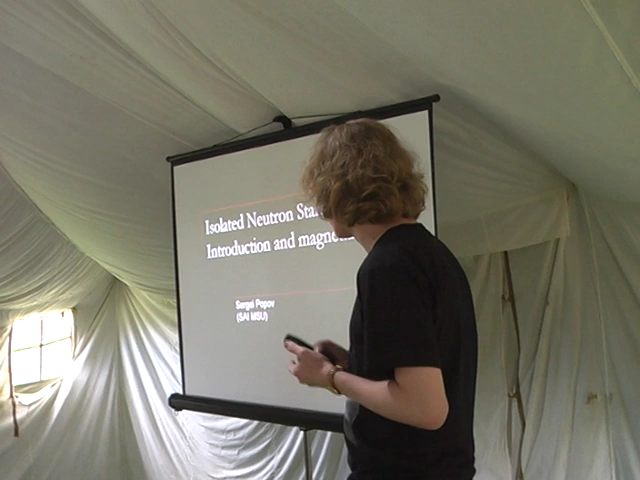 Isolated Neutron
Introduction and
Sergei Popov
(SAI MSU)